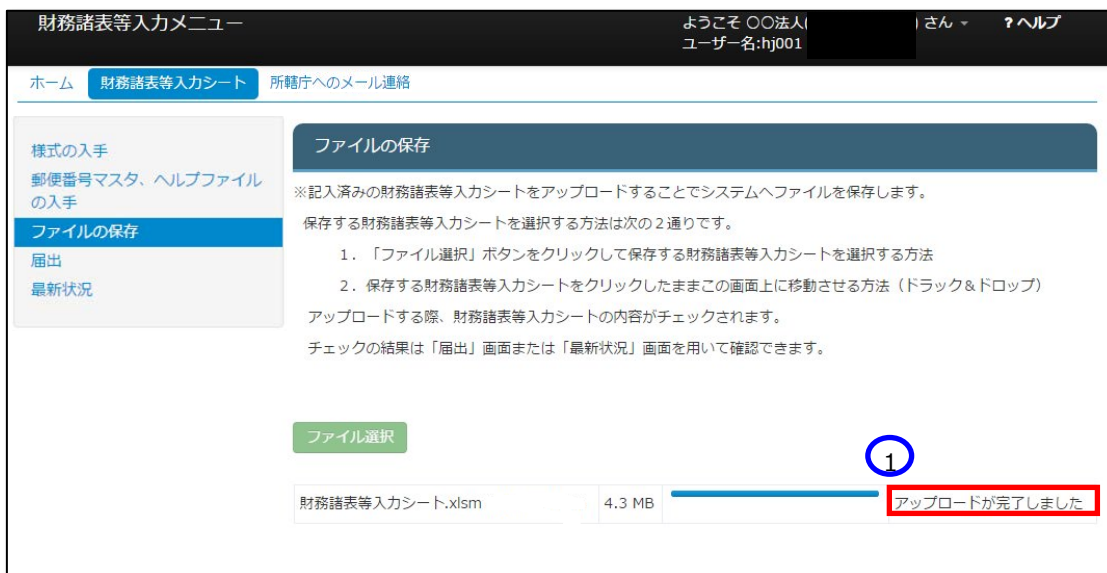 財務諸表等入力メニュー
ようこそ 〇〇法人( ) さん
?ヘルプ
ユーザー名:hj001
ホーム 財務諸表等入力シート 所轄庁へのメール連絡
様式の入手
郵便番号マスタ、ヘルプファイル
の入手
ファイルの保存
届出
最新状況
ファイルの保存
※記入済みの財務諸表等入力シートをアップロードすることでシステムへファイルを保存します。
保存する財務諸表等入力シートを選択する方法は次の2通りです。
1.「ファイル選択」ボタンをクリックして保存する財務諸表等入力シートを選択する方法
2.保存する財務諸表等入力シートをクリックしたままこの画面上に移動させる方法(ドラック&ドロップ)
アップロードする際、財務諸表等入力シートの内容がチェックされます。
チェックの結果は「届出」画面または「最新状況」画面を用いて確認できます。
ファイル選択
1
財務諸表等入力シート.xlsm 4.3 MB アップロードが完了しました